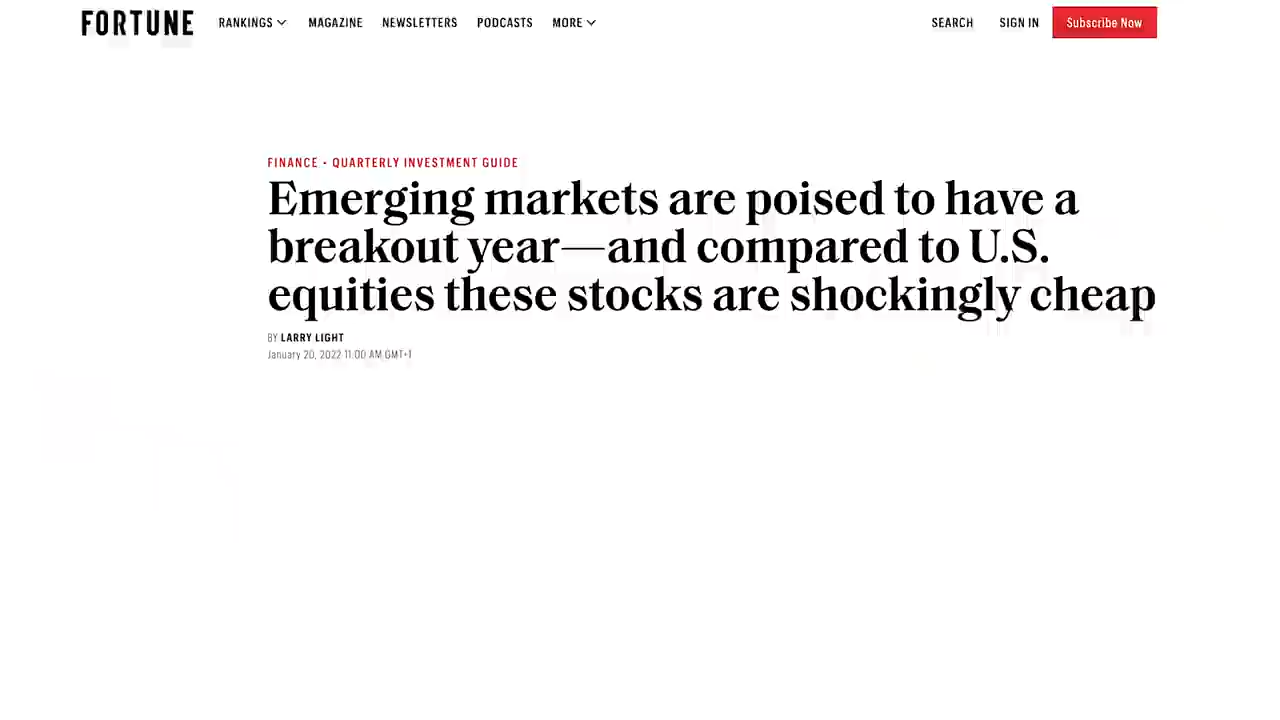 FORTUNE RANKINGS MAGAZINE NEWSLETTERS PODCASTS MORE SEARCH SIGN IN Subscribe Now
FINANCE • QUARTERLY INVESTMENT GUIDE
Emerging markets are poised to have a
breakout year—and compared to U.S.
equities these stocks are shockingly cheap
BY LARRY LIGHT
January 20, 2022 11:00 AM GMT+1